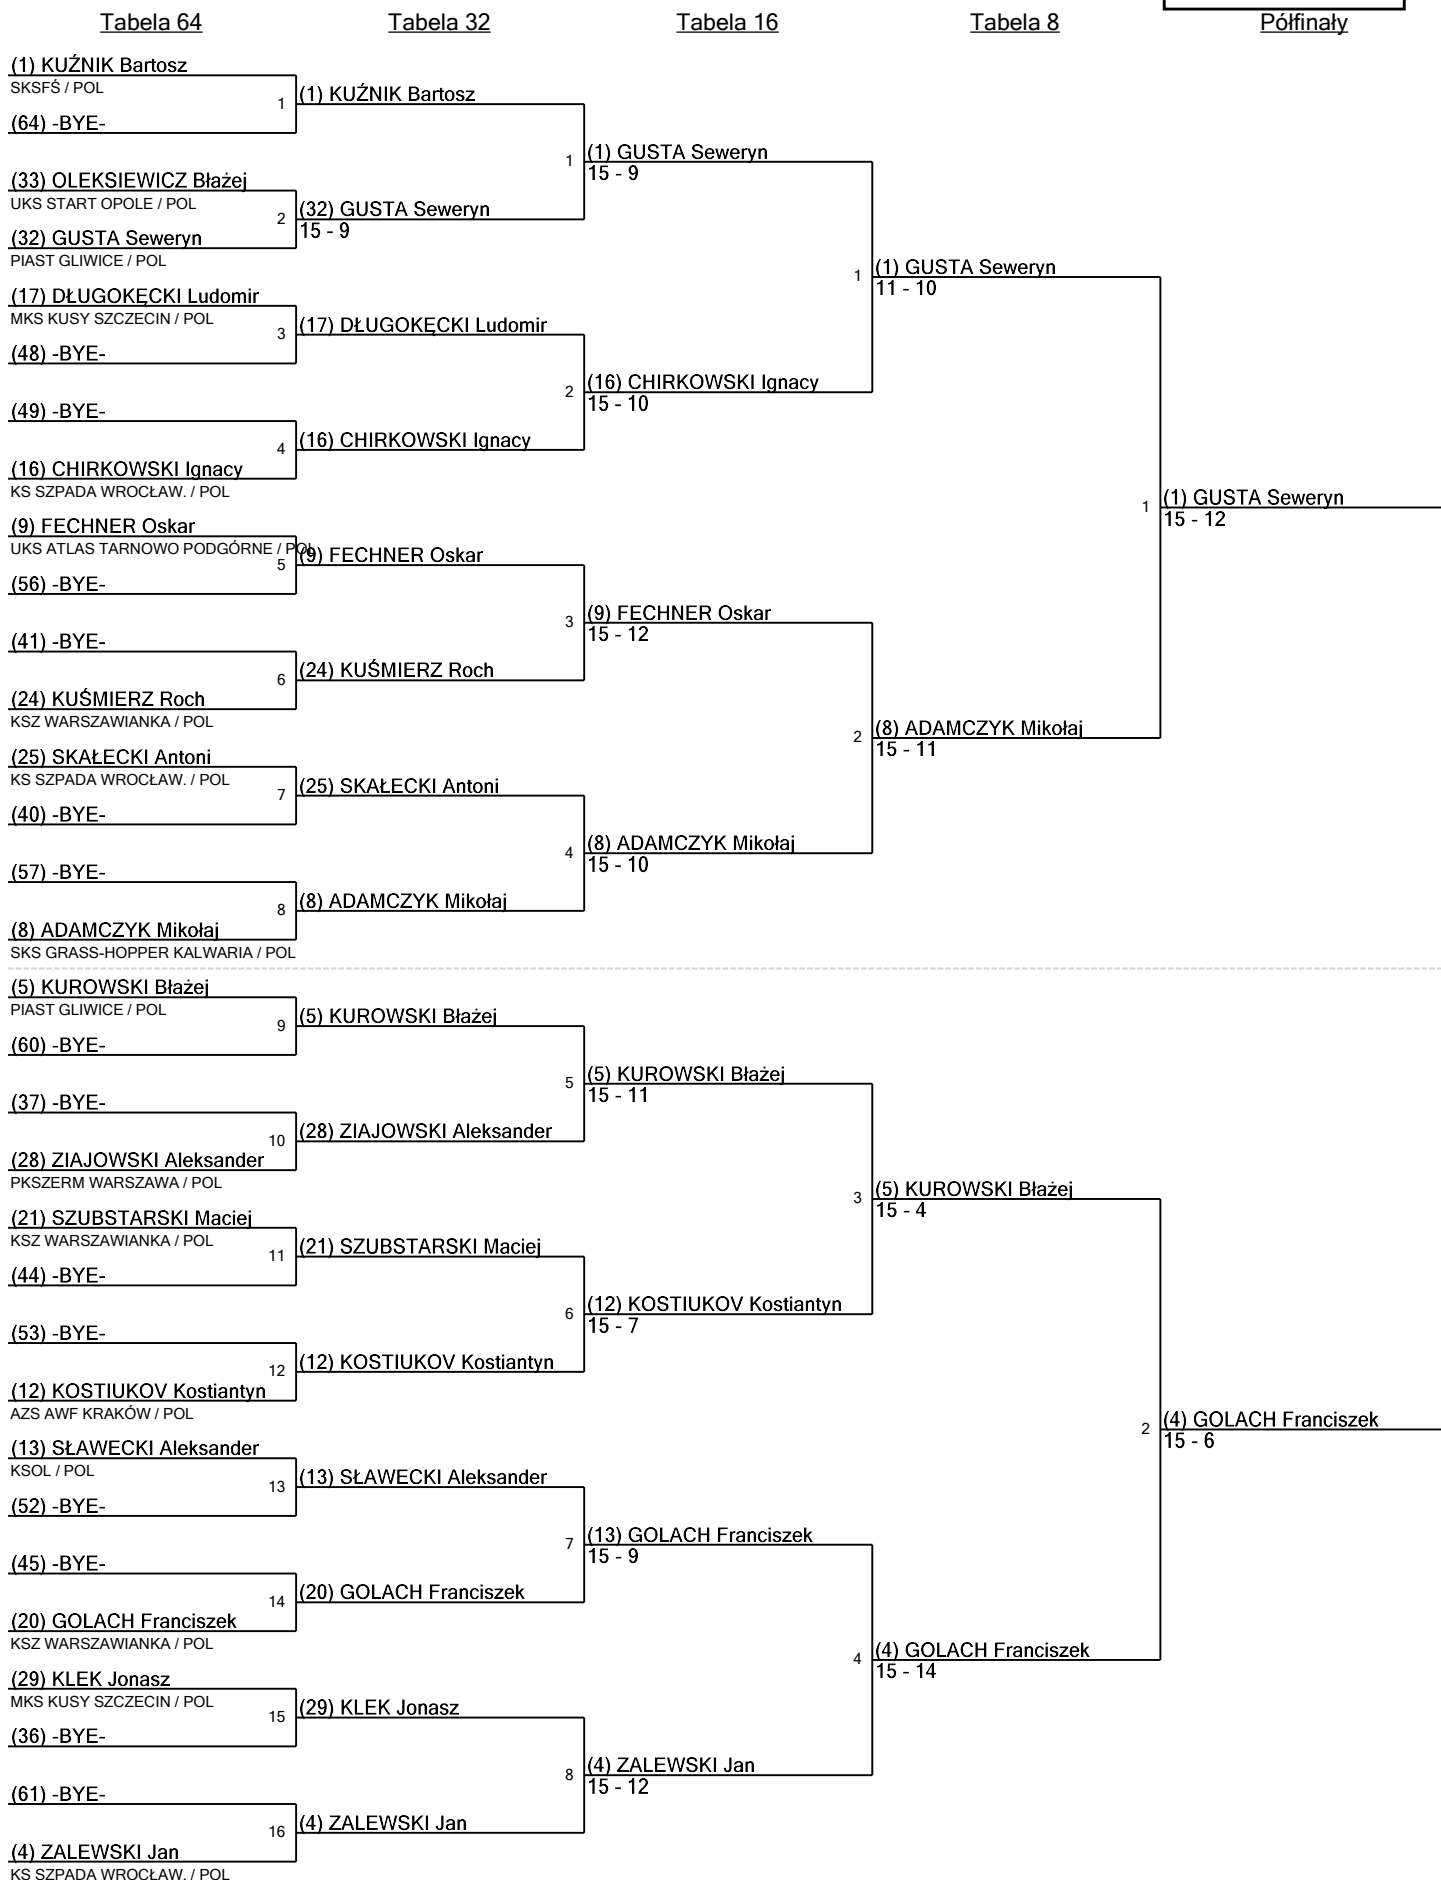 Tabela 64
Tabela 32
Tabela 16
Tabela 8
Półfinały
(1) KUŹNIK Bartosz
SKSFŚ / POL
1
(64) -BYE-
(33) OLEKSIEWICZ Błażej
UKS START OPOLE / POL
2
(32) GUSTA Seweryn
PIAST GLIWICE / POL
(17) DŁUGOKĘCKI Ludomir
MKS KUSY SZCZECIN / POL
3
(48) -BYE-
(49) -BYE-
4
(16) CHIRKOWSKI Ignacy
KS SZPADA WROCŁAW. / POL
(9) FECHNER Oskar
UKS ATLAS TARNOWO PODGÓRNE / POL
5
(56) -BYE-
(41) -BYE-
6
(24) KUŚMIERZ Roch
KSZ WARSZAWIANKA / POL
(25) SKAŁECKI Antoni
KS SZPADA WROCŁAW. / POL
7
(40) -BYE-
(57) -BYE-
8
(8) ADAMCZYK Mikołaj
SKS GRASS-HOPPER KALWARIA / POL
(5) KUROWSKI Błażej
PIAST GLIWICE / POL
9
(60) -BYE-
(37) -BYE-
10
(28) ZIAJOWSKI Aleksander
PKSZERM WARSZAWA / POL
(21) SZUBSTARSKI Maciej
KSZ WARSZAWIANKA / POL
11
(44) -BYE-
(53) -BYE-
12
(12) KOSTIUKOV Kostiantyn
AZS AWF KRAKÓW / POL
(13) SŁAWECKI Aleksander
KSOL / POL
13
(52) -BYE-
(45) -BYE-
14
(20) GOLACH Franciszek
KSZ WARSZAWIANKA / POL
(29) KLEK Jonasz
MKS KUSY SZCZECIN / POL
15
(36) -BYE-
(61) -BYE-
16
(4) ZALEWSKI Jan
KS SZPADA WROCŁAW. / POL
(1) KUŹNIK Bartosz
1
(32) GUSTA Seweryn
15 - 9
(17) DŁUGOKĘCKI Ludomir
2
(16) CHIRKOWSKI Ignacy
(9) FECHNER Oskar
3
(24) KUŚMIERZ Roch
(25) SKAŁECKI Antoni
4
(8) ADAMCZYK Mikołaj
(5) KUROWSKI Błażej
5
(28) ZIAJOWSKI Aleksander
(21) SZUBSTARSKI Maciej
6
(12) KOSTIUKOV Kostiantyn
(13) SŁAWECKI Aleksander
7
(20) GOLACH Franciszek
(29) KLEK Jonasz
8
(4) ZALEWSKI Jan
(1) GUSTA Seweryn
15 - 9
1
(16) CHIRKOWSKI Ignacy
15 - 10
(9) FECHNER Oskar
15 - 12
2
(8) ADAMCZYK Mikołaj
15 - 10
(5) KUROWSKI Błażej
15 - 11
3
(12) KOSTIUKOV Kostiantyn
15 - 7
(13) GOLACH Franciszek
15 - 9
4
(4) ZALEWSKI Jan
15 - 12
(1) GUSTA Seweryn
11 - 10
1
(8) ADAMCZYK Mikołaj
15 - 11
(5) KUROWSKI Błażej
15 - 4
2
(4) GOLACH Franciszek
15 - 14
(1) GUSTA Seweryn
15 - 12
(4) GOLACH Franciszek
15 - 6